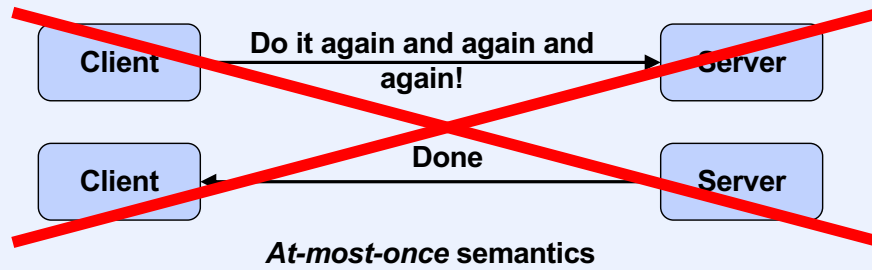 Client
Do it again and again and
again!
Server
Client
Done
Server
At-most-once semantics